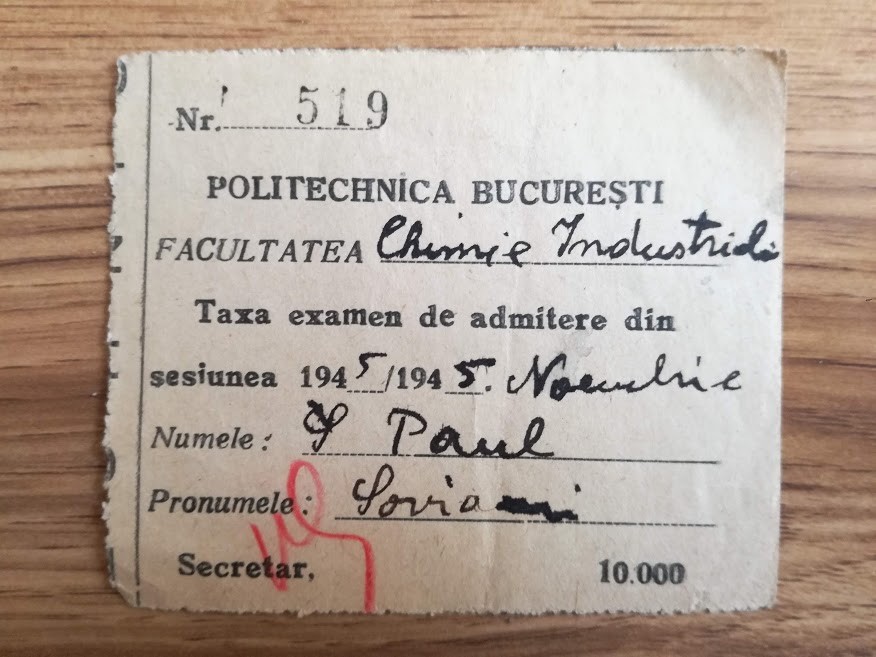 Nr. 519
POLITECHNICA BUCUREȘTI
FACULTATEA Chimie Industrială
Taxa examen de admitere din
sesiunea 1945/1945. Noembrie
Numele: Paul
Pronumele:
Secretar, 10.000